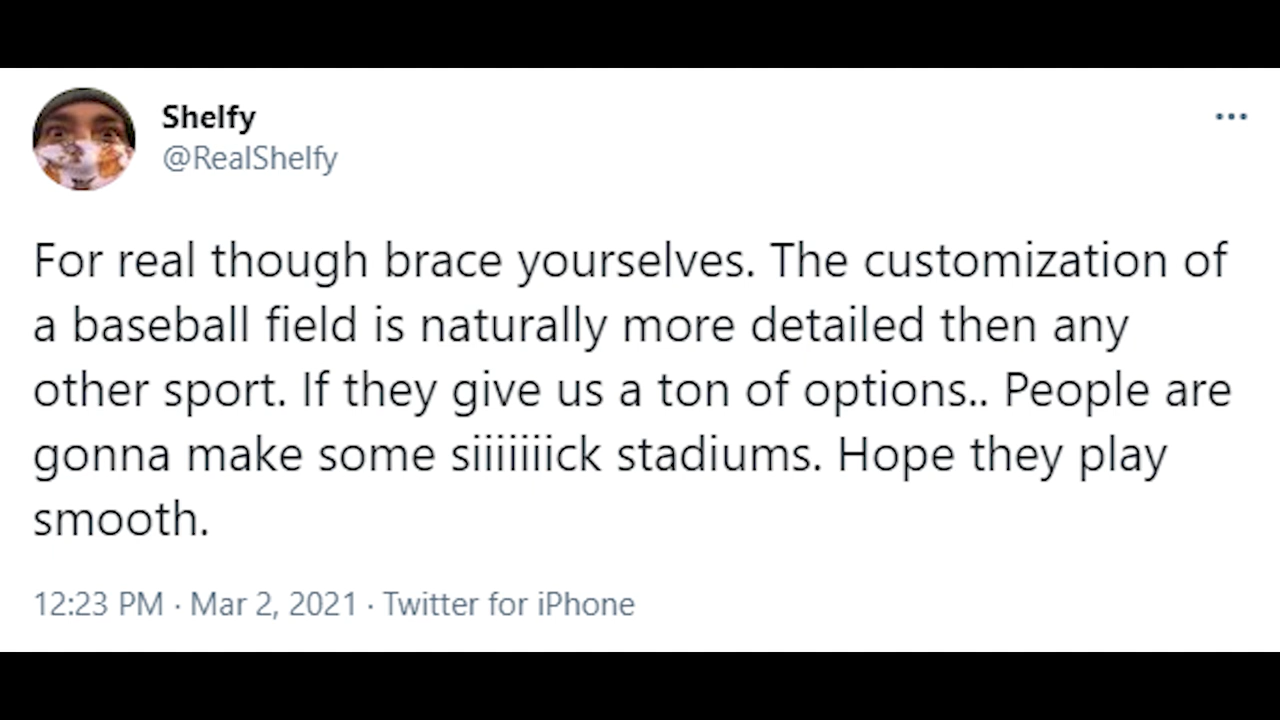 Shelfy
@RealShelfy
For real though brace yourselves. The customization of
a baseball field is naturally more detailed then any
other sport. If they give us a ton of options.. People are
gonna make some siiiiiiick stadiums. Hope they play
smooth.
12:23 PM · Mar 2, 2021 · Twitter for iPhone